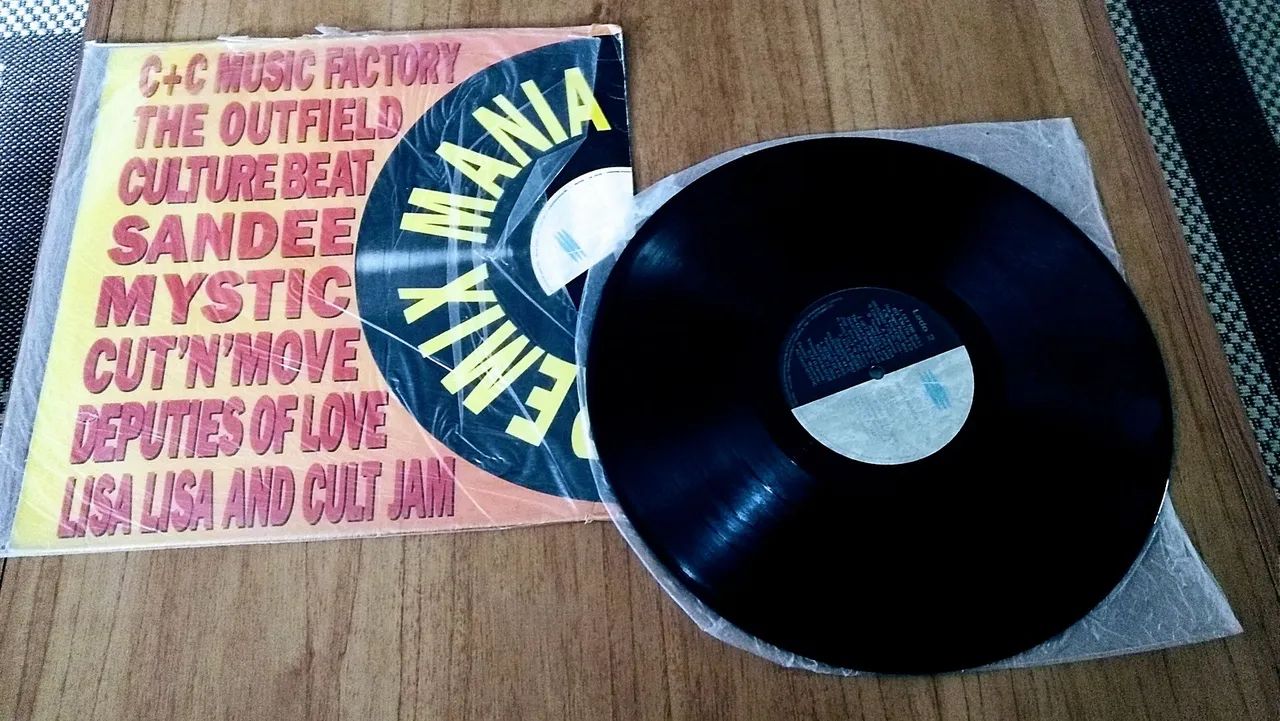 C+C MUSIC FACTORY
THE OUTFIELD
CULTURE BEAT
SANDEE
MYSTIC
CUT'N'MOVE
DEPUTIES OF LOVE
LISA LISA AND CULT JAM
EMIX MANIA